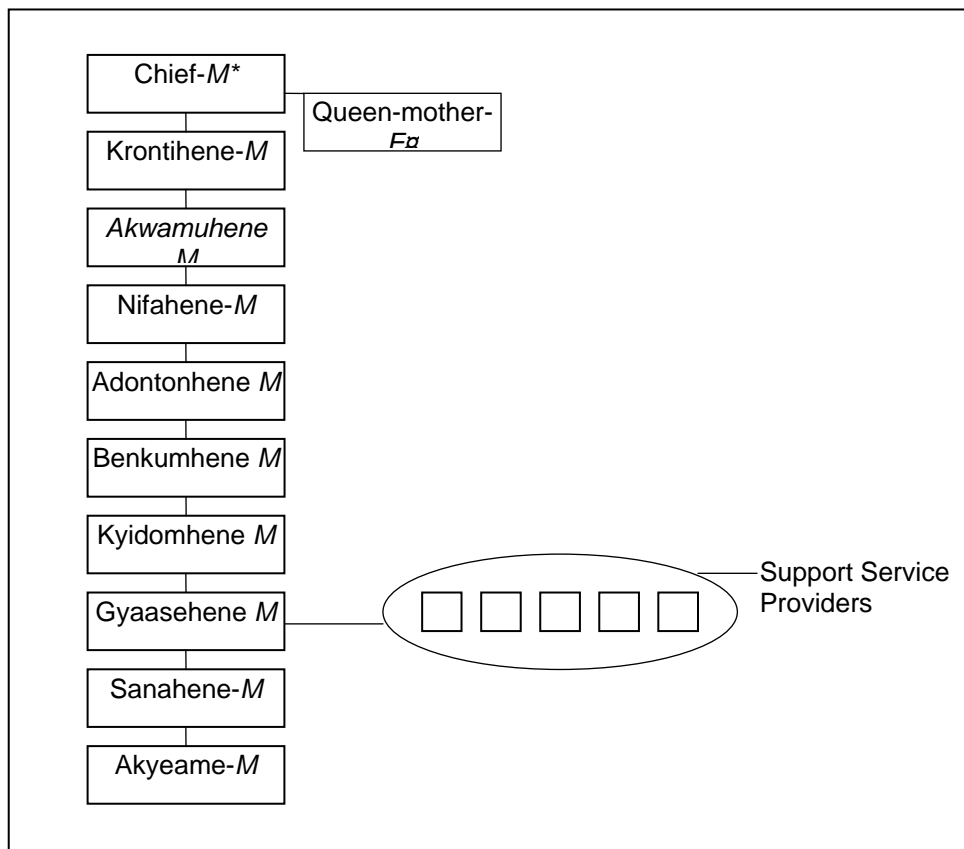 Chief-M*
Queen-mother-
F¤
Krontihene-M
Akwamuhene
M
Nifahene-M
Adontonhene M
Benkumhene M
Kyidomhene M
Gyaasehene M
Support Service
Providers
Sanahene-M
Akyeame-M